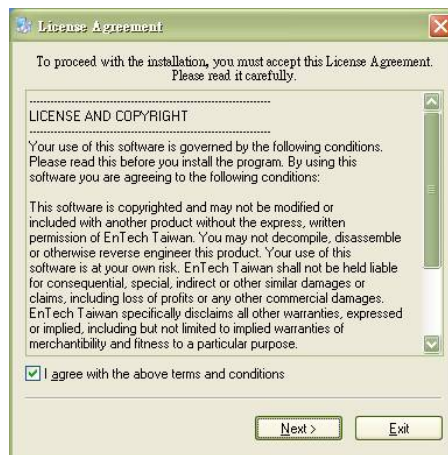 License Agreement
To proceed with the installation, you must accept this License Agreement.
Please read it carefully.
----------------------------------------------------------------
LICENSE AND COPYRIGHT
----------------------------------------------------------------
Your use of this software is governed by the following conditions.
Please read this before you install the program. By using this
software you are agreeing to the following conditions:
This software is copyrighted and may not be modified or
included with another product without the express, written
permission of EnTech Taiwan. You may not decompile, disassemble
or otherwise reverse engineer this product. Your use of this
software is at your own risk. EnTech Taiwan shall not be held liable
for consequential, special, indirect or other similar damages or
claims, including loss of profits or any other commercial damages.
EnTech Taiwan specifically disclaims all other warranties, expressed
or implied, including but not limited to implied warranties of
merchantibility and fitness to a particular purpose.
I agree with the above terms and conditions
Next >
Exit